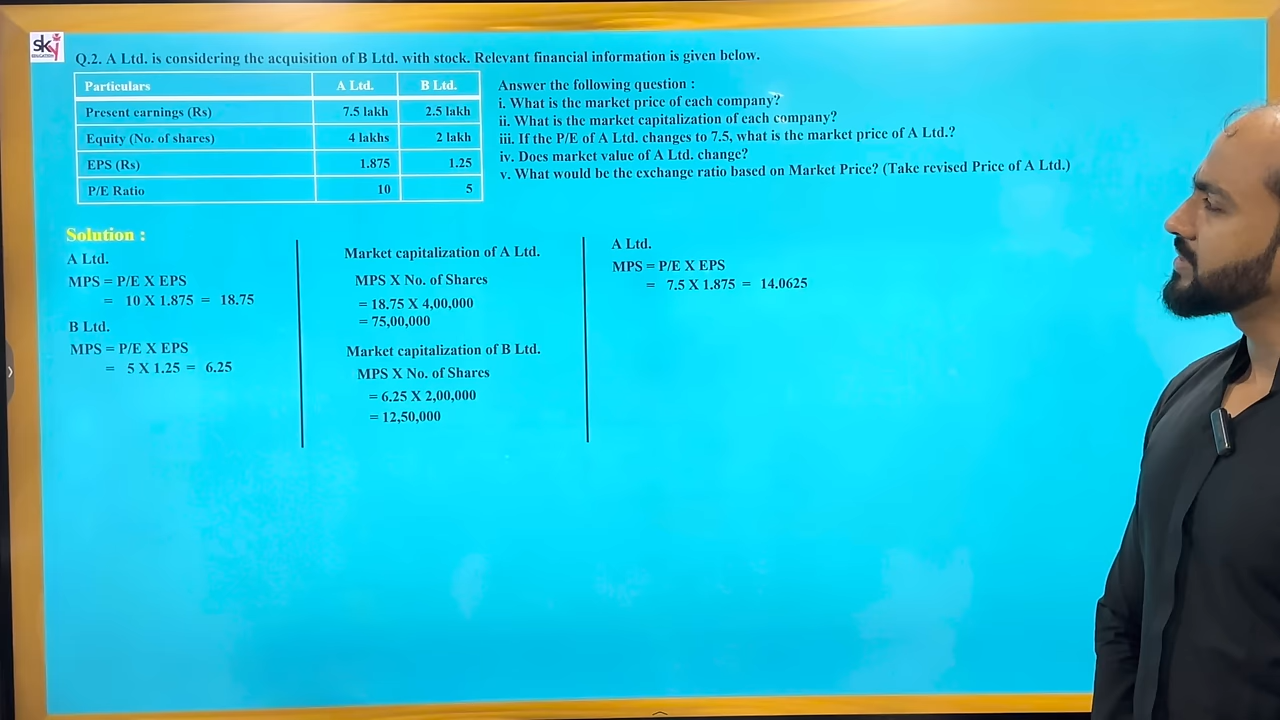 sky
EDUCATION
Q.2. A Ltd. is considering the acquisition of B Ltd. with stock. Relevant financial information is given below.
Particulars A Ltd. B Ltd.
Present earnings (Rs) 7.5 lakh 2.5 lakh
Equity (No. of shares) 4 lakhs 2 lakh
EPS (Rs) 1.875 1.25
P/E Ratio 10 5
Answer the following question :
i. What is the market price of each company?
ii. What is the market capitalization of each company?
iii. If the P/E of A Ltd. changes to 7.5, what is the market price of A Ltd.?
iv. Does market value of A Ltd. change?
v. What would be the exchange ratio based on Market Price? (Take revised Price of A Ltd.)
Solution :
A Ltd.
MPS = P/E X EPS
= 10 X 1.875 = 18.75
B Ltd.
MPS = P/E X EPS
= 5 X 1.25 = 6.25
Market capitalization of A Ltd.
MPS X No. of Shares
= 18.75 X 4,00,000
= 75,00,000
Market capitalization of B Ltd.
MPS X No. of Shares
= 6.25 X 2,00,000
= 12,50,000
A Ltd.
MPS = P/E X EPS
= 7.5 X 1.875 = 14.0625